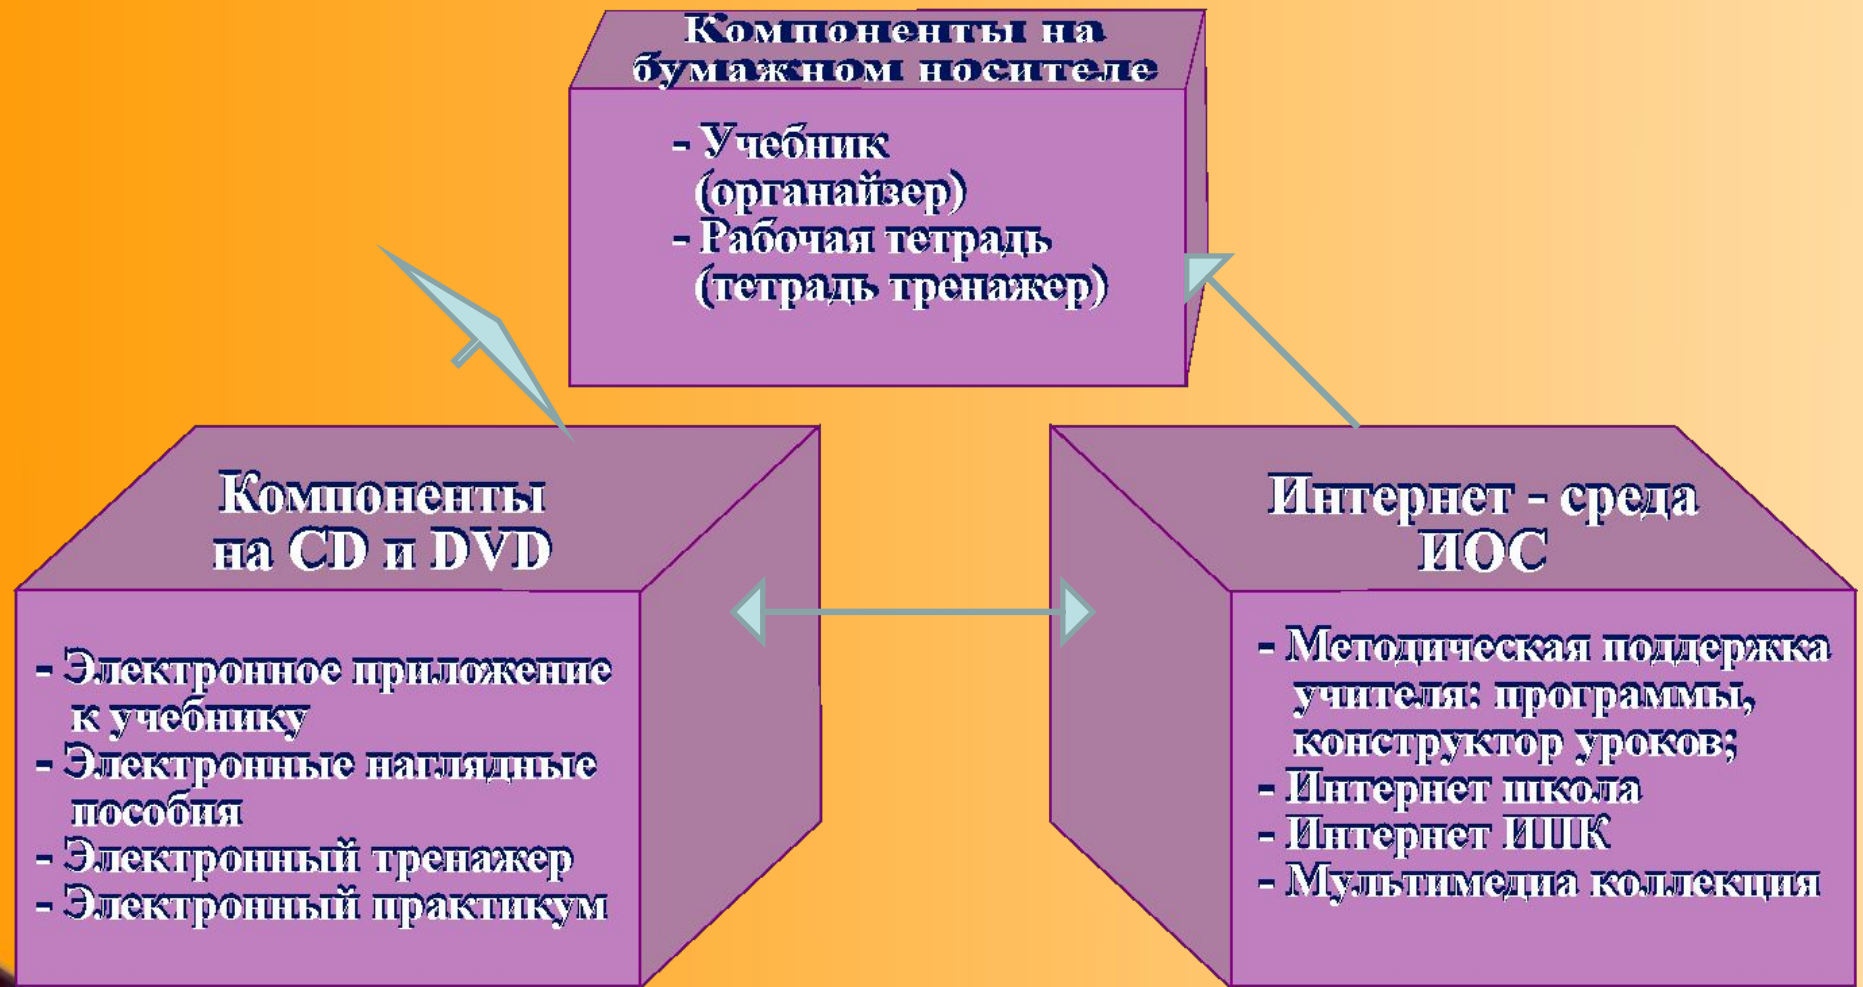 Компоненты на
бумажном носителе
- Учебник
(органайзер)
- Рабочая тетрадь
(тетрадь тренажер)
Компоненты
на CD и DVD
- Электронное приложение
к учебнику
- Электронные наглядные
пособия
- Электронный тренажер
- Электронный практикум
Интернет - среда
ИОС
- Методическая поддержка
учителя: программы,
конструктор уроков;
- Интернет школа
- Интернет ИПК
- Мультимедиа коллекция